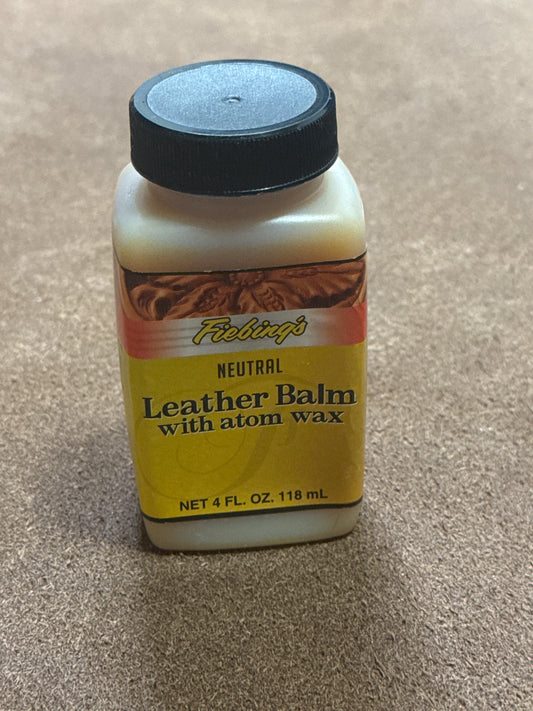 Fiebing's
NEUTRAL
Leather Balm
with atom wax
NET 4 FL. OZ. 118 mL